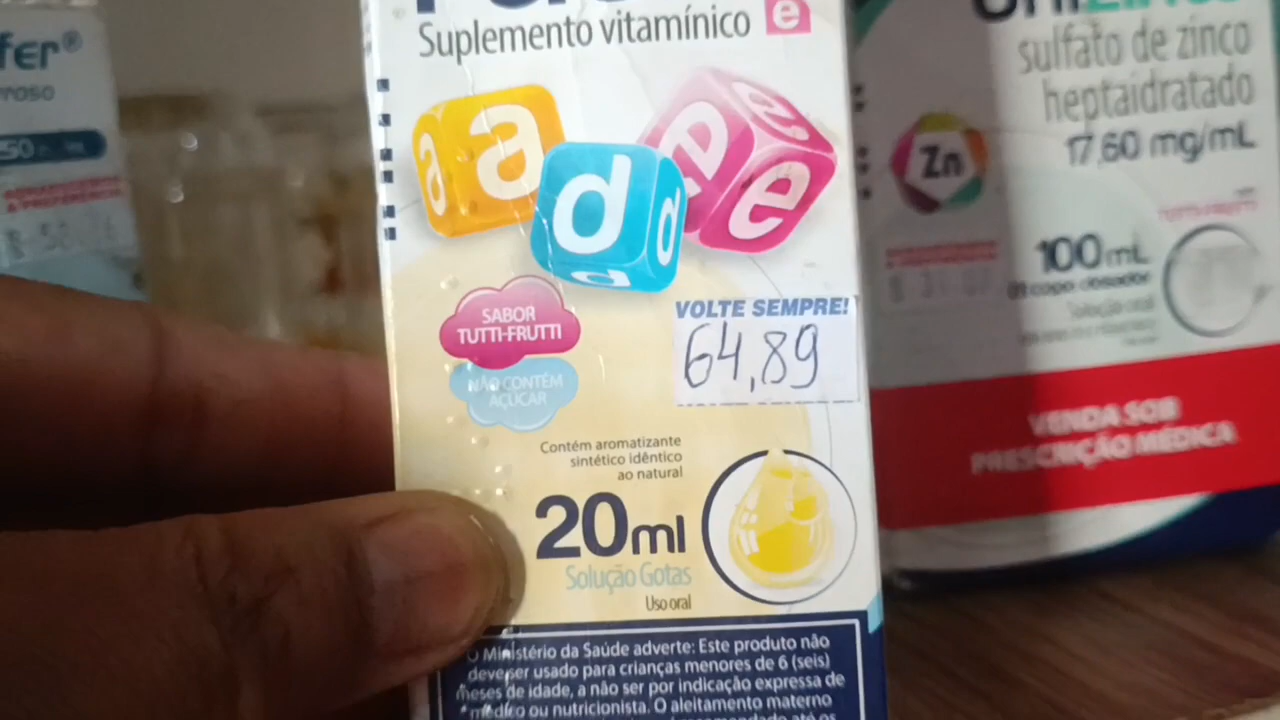 Suplemento vitamínico e
a a d d e e e
SABOR
TUTTI-FRUTTI
NÃO CONTÉM
AÇÚCAR
VOLTE SEMPRE!
64,89
Contém aromatizante
sintético idêntico
ao natural
20ml
Solução Gotas
Uso oral
O Ministério da Saúde adverte: Este produto não
deve ser usado para crianças menores de 6 (seis)
meses de idade, a não ser por indicação expressa de
médico ou nutricionista. O aleitamento materno
fer®
sulfato de zinco
heptaidratado
17,60 mg/mL
Zn
100mL
Solução oral
VENDA SOB
PRESCRIÇÃO MÉDICA